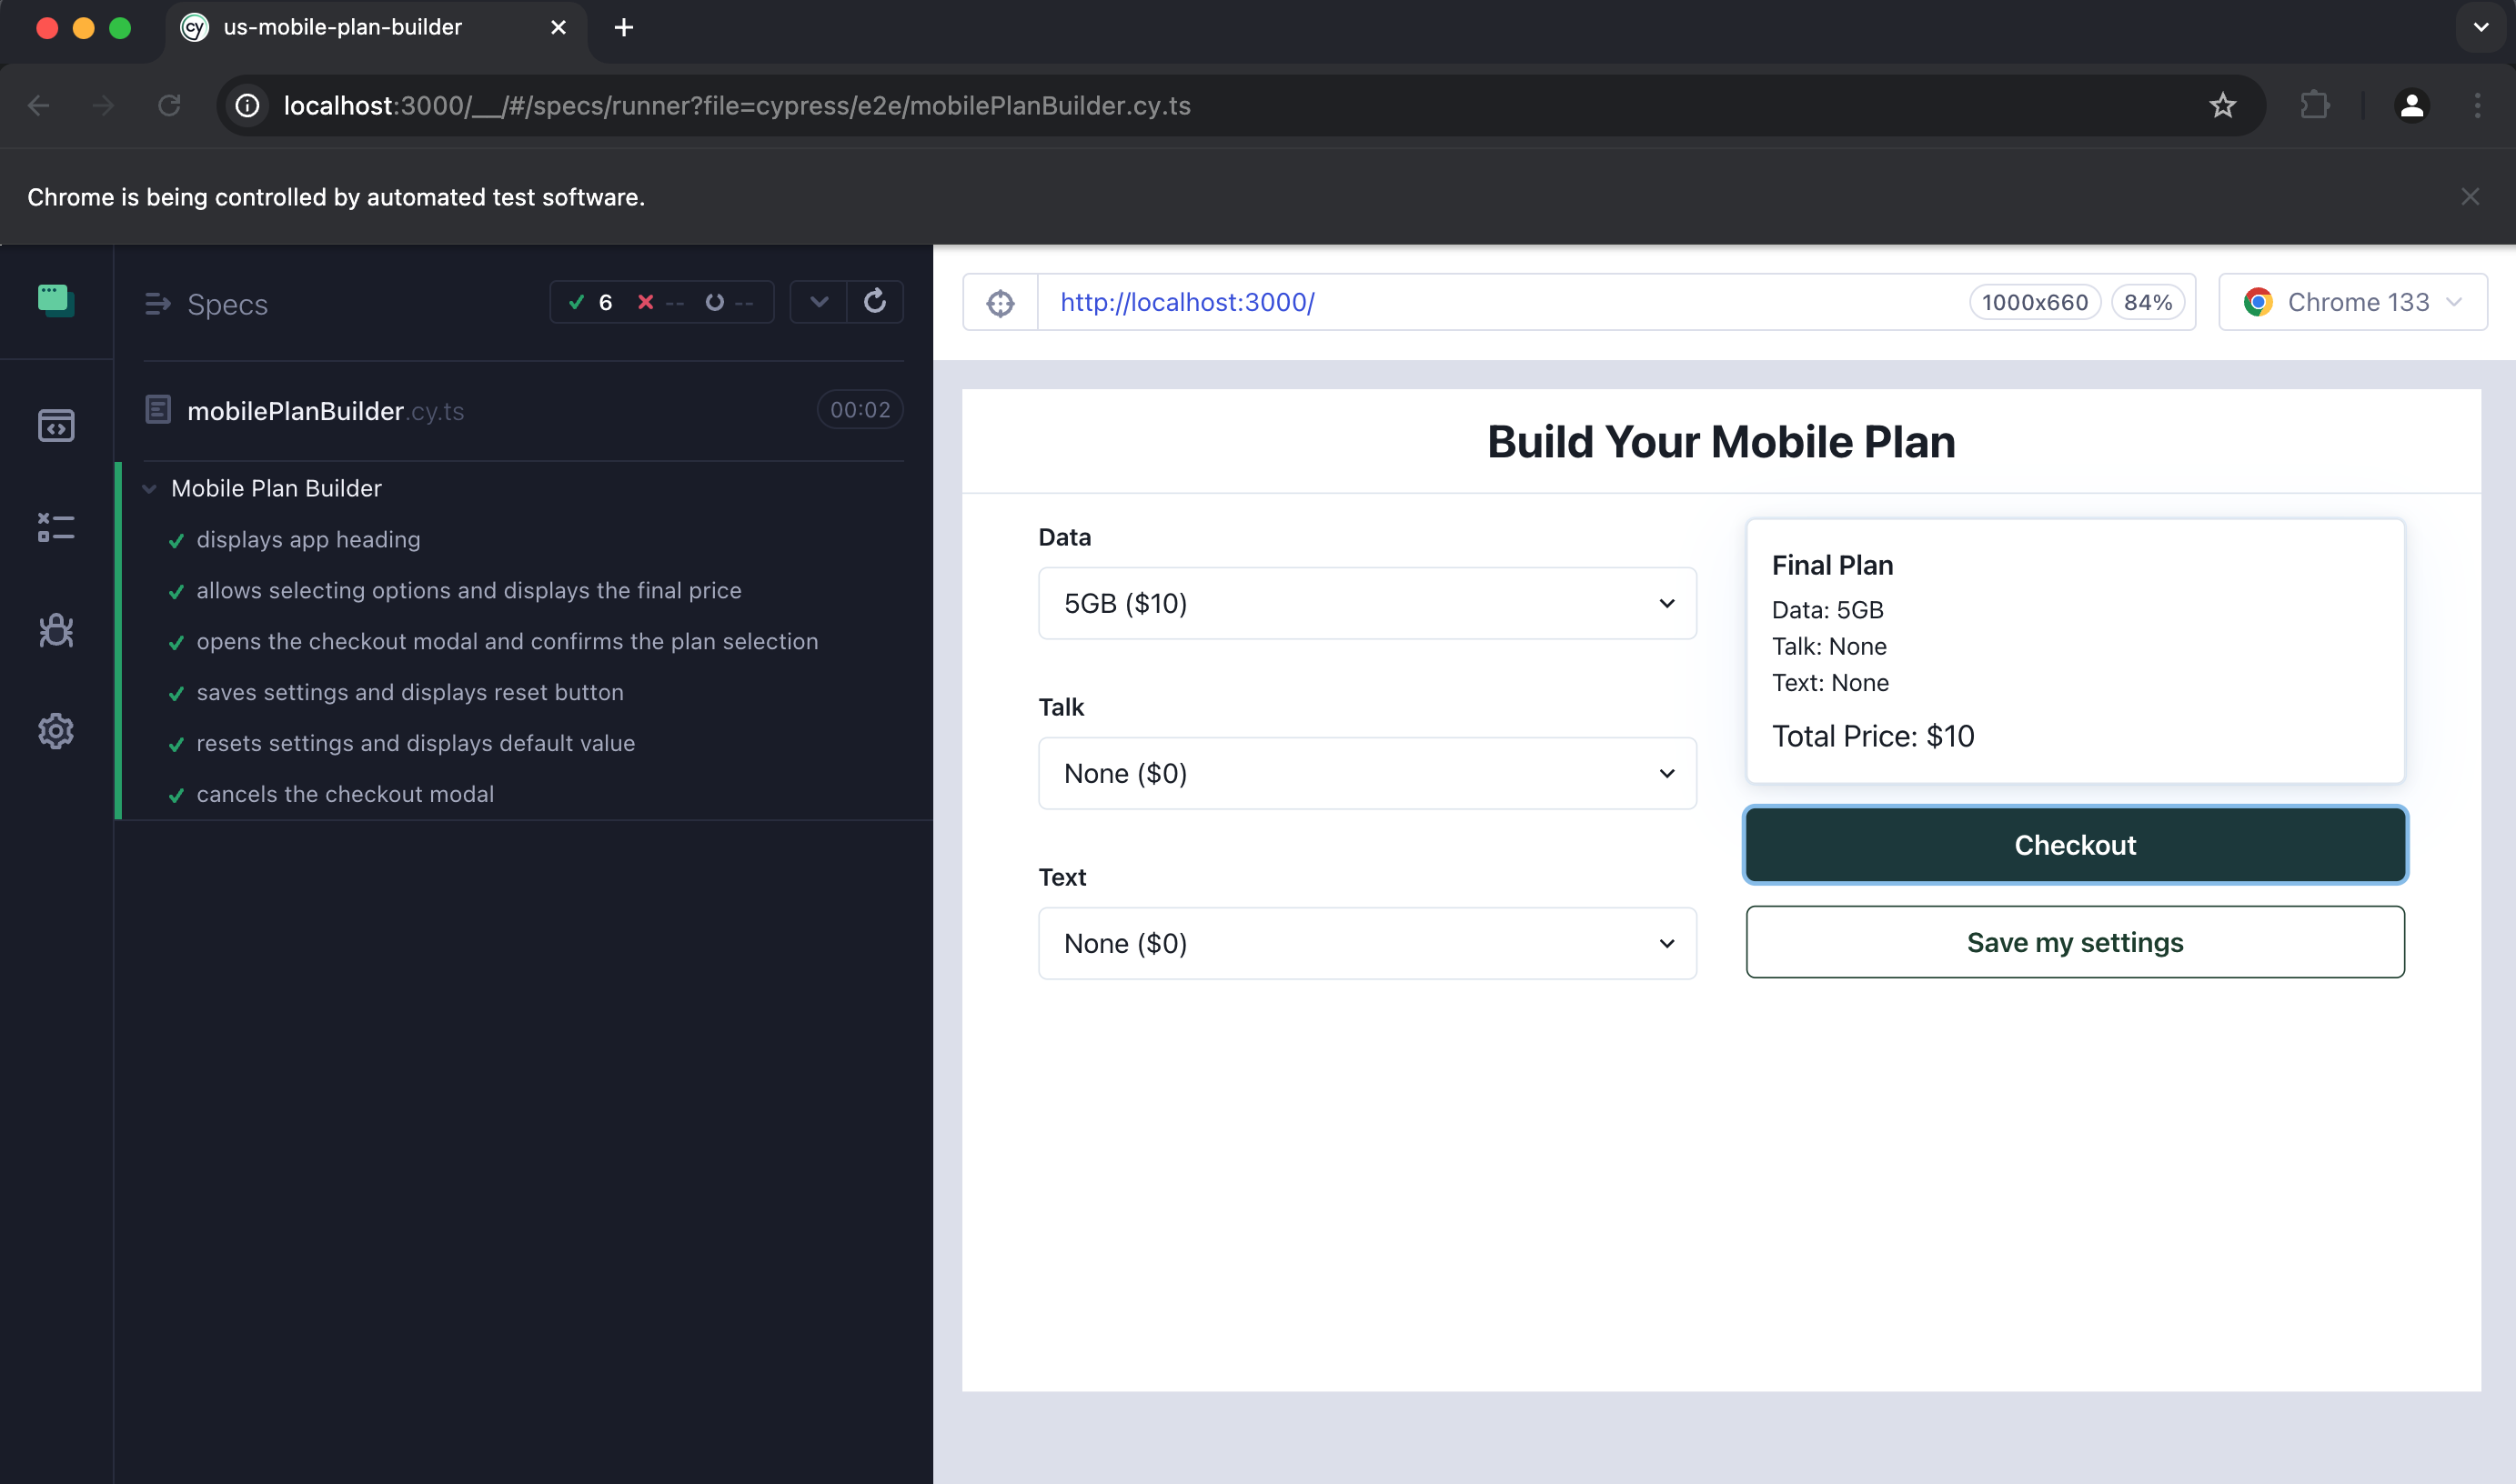 cy us-mobile-plan-builder
localhost:3000/__/#/specs/runner?file=cypress/e2e/mobilePlanBuilder.cy.ts
Chrome is being controlled by automated test software.
Specs
6 -- --
mobilePlanBuilder.cy.ts 00:02
Mobile Plan Builder
displays app heading
allows selecting options and displays the final price
opens the checkout modal and confirms the plan selection
saves settings and displays reset button
resets settings and displays default value
cancels the checkout modal
http://localhost:3000/ 1000x660 84% Chrome 133
Build Your Mobile Plan
Data
5GB ($10)
Talk
None ($0)
Text
None ($0)
Final Plan
Data: 5GB
Talk: None
Text: None
Total Price: $10
Checkout
Save my settings